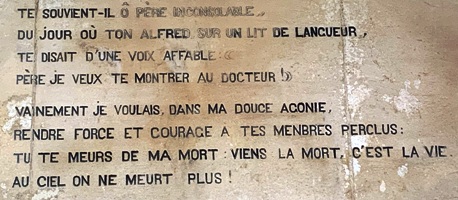 TE SOUVIENT-IL Ô PÈRE INCONSOLABLE,
DU JOUR OÙ TON ALFRED SUR UN LIT DE LANGUEUR,
TE DISAIT D'UNE VOIX AFFABLE: «
PÈRE JE VEUX TE MONTRER AU DOCTEUR !»
VAINEMENT JE VOULAIS, DANS MA DOUCE AGONIE,
RENDRE FORCE ET COURAGE A TES MENBRES PERCLUS:
TU TE MEURS DE MA MORT: VIENS LA MORT, C'EST LA VIE.
AU CIEL ON NE MEURT PLUS !